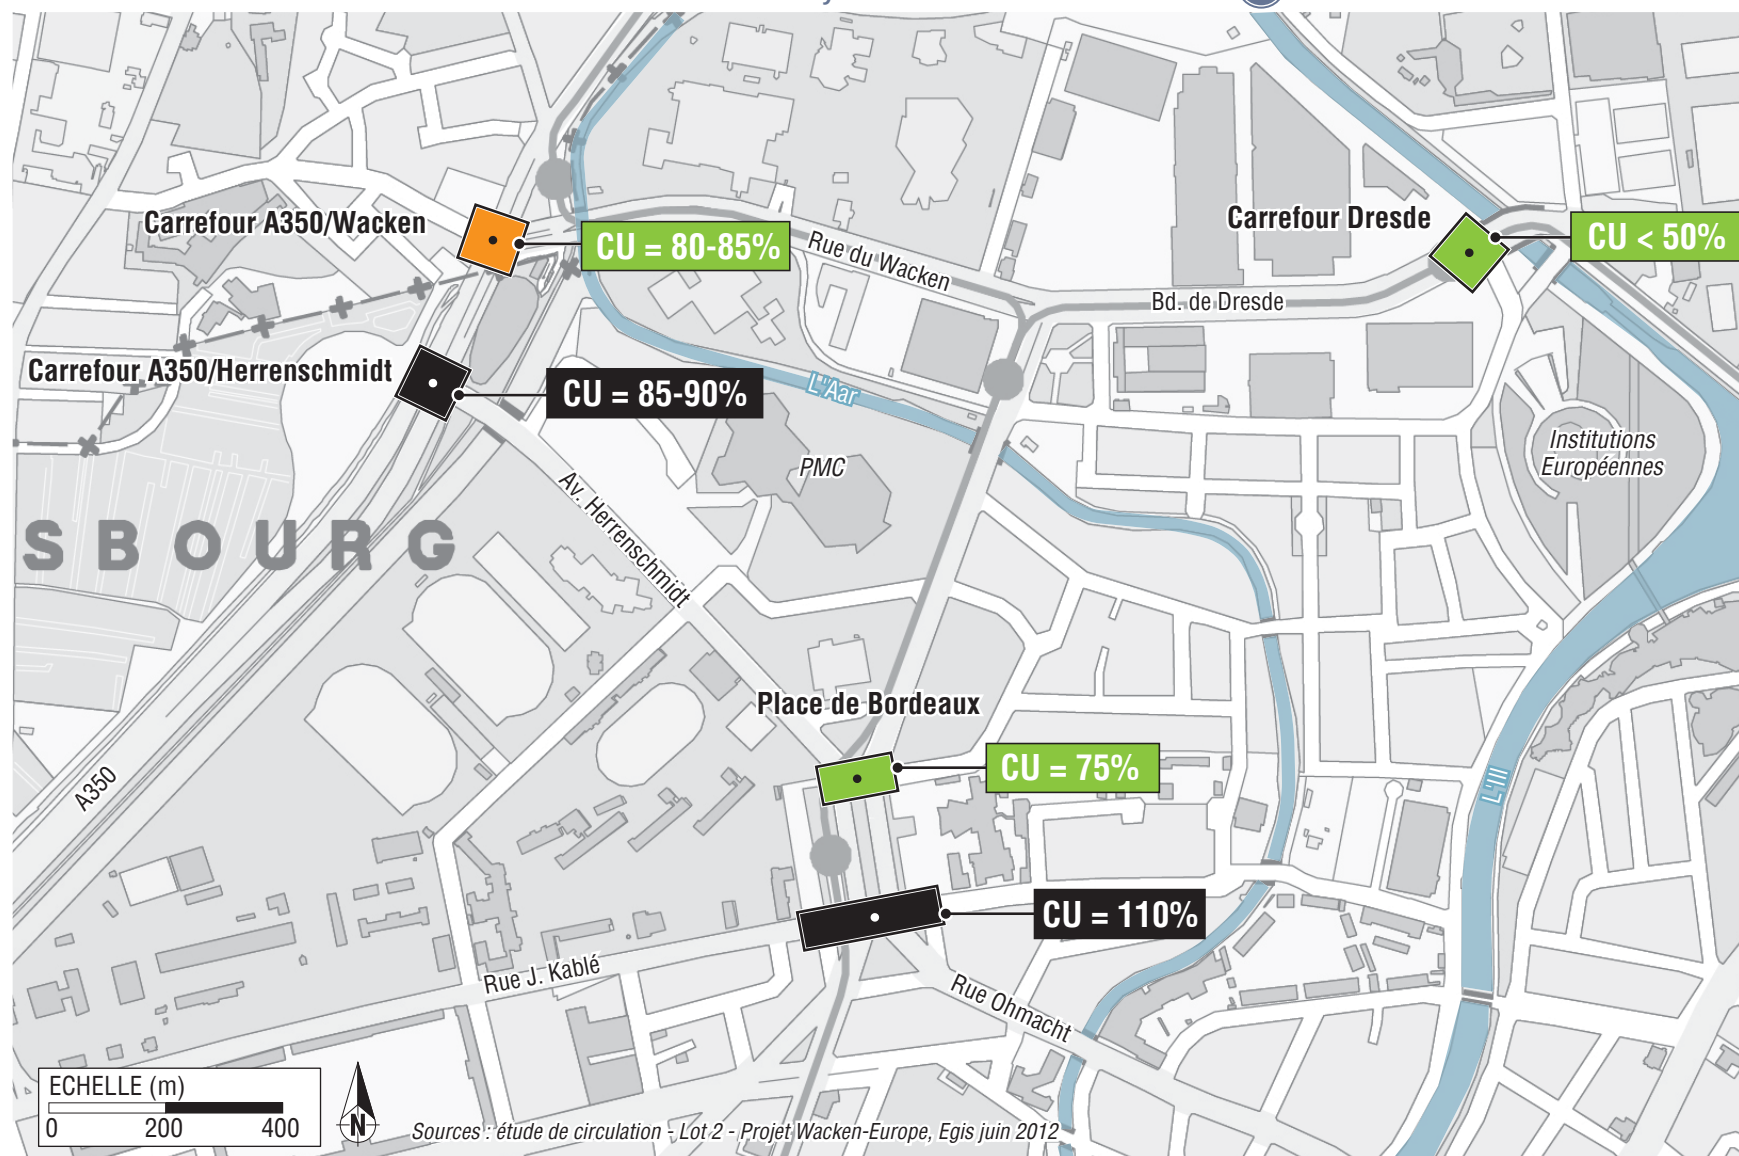 Carrefour A350/Wacken
CU = 80-85%
Rue du Wacken
Carrefour Dresde
CU < 50%
Bd. de Dresde
Carrefour A350/Herrenschmidt
CU = 85-90%
L'Aar
PMC
Institutions
Européennes
Av. Herrenschmidt
SBOURG
Place de Bordeaux
CU = 75%
A350
L'Ill
CU = 110%
Rue J. Kablé
Rue Ohmacht
ECHELLE (m)
0 200 400
N
Sources : étude de circulation - Lot 2 - Projet Wacken-Europe, Egis juin 2012